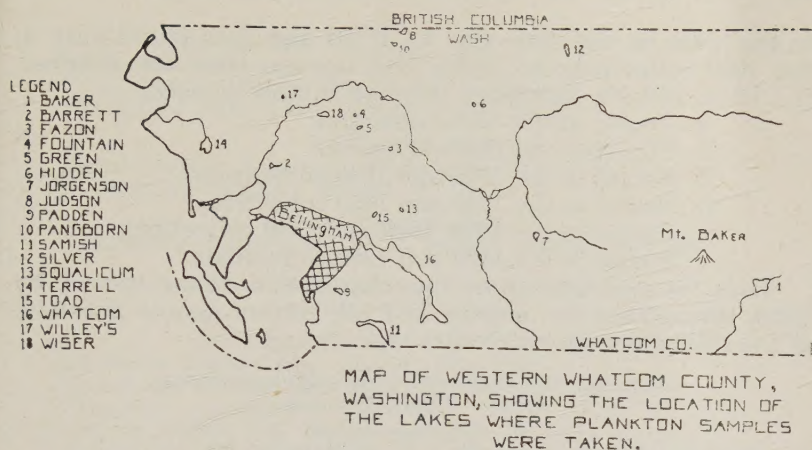 BRITISH COLUMBIA
WASH
8
10
12
LEGEND
1 BAKER
2 BARRETT
3 FAZON
4 FOUNTAIN
5 GREEN
6 HIDDEN
7 JORGENSON
8 JUDSON
9 PADDEN
10 PANGBORN
11 SAMISH
12 SILVER
13 SQUALICUM
14 TERRELL
15 TOAD
16 WHATCOM
17 WILLEY'S
18 WISER
17
18
4
5
6
3
14
2
Bellingham
15
13
16
7
Mt. BAKER
9
11
1
WHATCOM CO.
MAP OF WESTERN WHATCOM COUNTY,
WASHINGTON, SHOWING THE LOCATION OF
THE LAKES WHERE PLANKTON SAMPLES
WERE TAKEN.